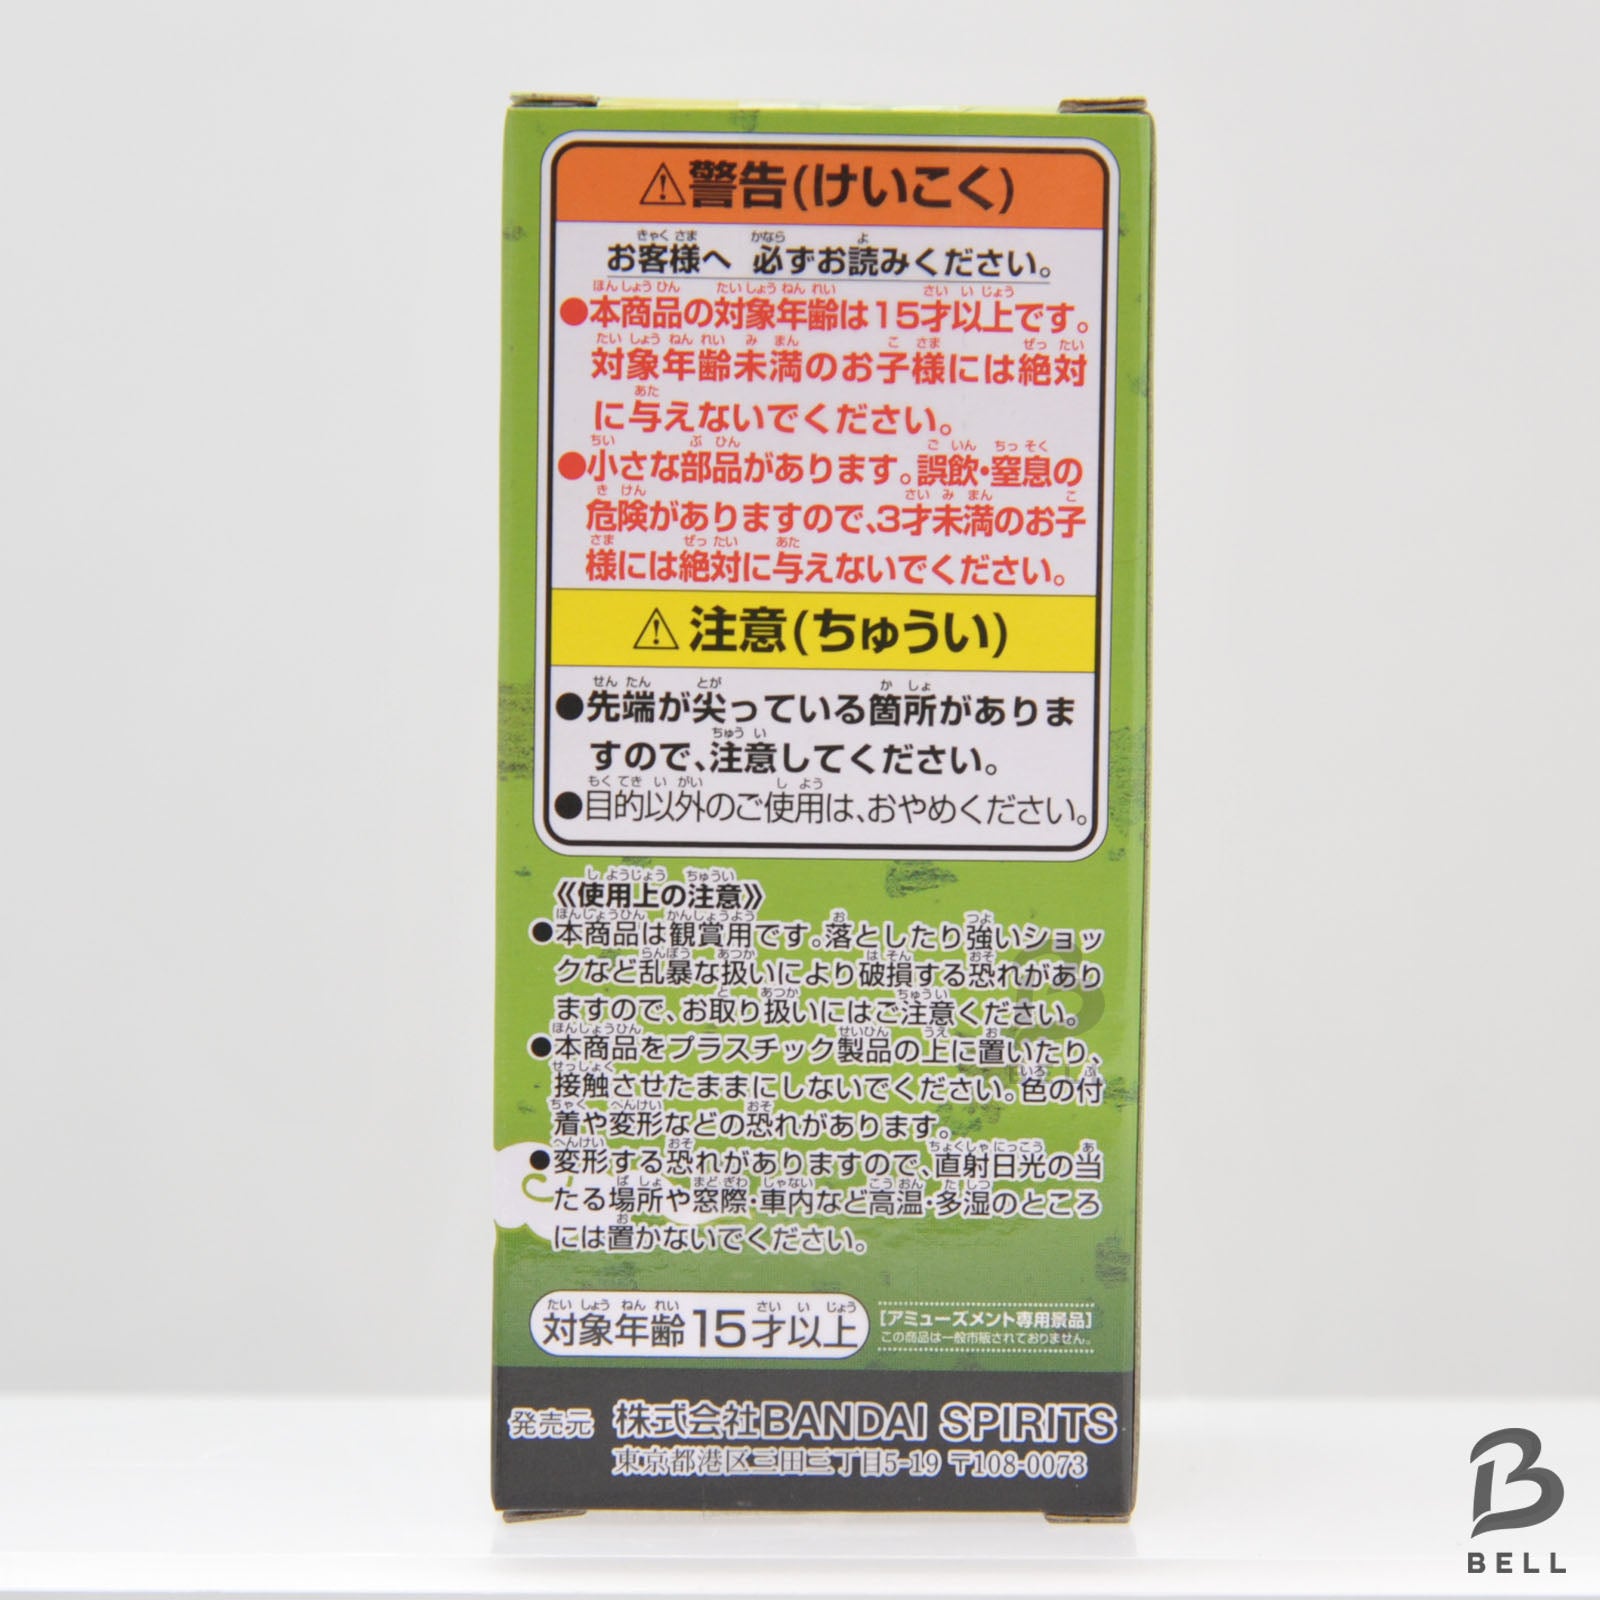 ⚠警告(けいこく)
お客様へ 必ずお読みください。
●本商品の対象年齢は15才以上です。
対象年齢未満のお子様には絶対
に与えないでください。
●小さな部品があります。誤飲・窒息の
危険がありますので、3才未満のお子
様には絶対に与えないでください。
⚠注意(ちゅうい)
●先端が尖っている箇所がありま
すので、注意してください。
●目的以外のご使用は、おやめください。
《使用上の注意》
●本商品は観賞用です。落としたり強いショッ
クなど乱暴な扱いにより破損する恐れがあり
ますので、お取り扱いにはご注意ください。
●本商品をプラスチック製品の上に置いたり、
接触させたままにしないでください。色の付
着や変形などの恐れがあります。
●変形する恐れがありますので、直射日光の当
たる場所や窓際・車内など高温・多湿のところ
には置かないでください。
対象年齢15才以上
[アミューズメント専用景品]
この商品は一般市販されておりません。
発売元 株式会社BANDAI SPIRITS
東京都港区三田三丁目5-19 〒108-0073
B
BELL